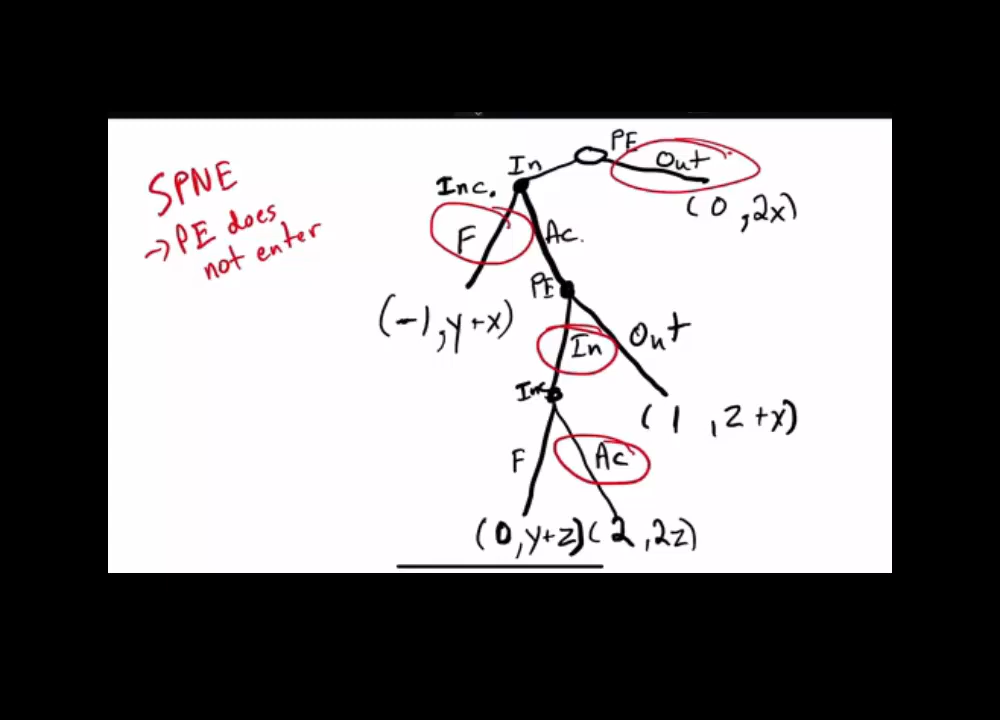 SPNE
→ PE does
not enter
PE
Out
(0, 2x)
In
Inc.
F
Ac.
(-1, y+x)
PE
In
Out
(1, z+x)
Inc
F
Ac
(0, y+z) (2, 2z)